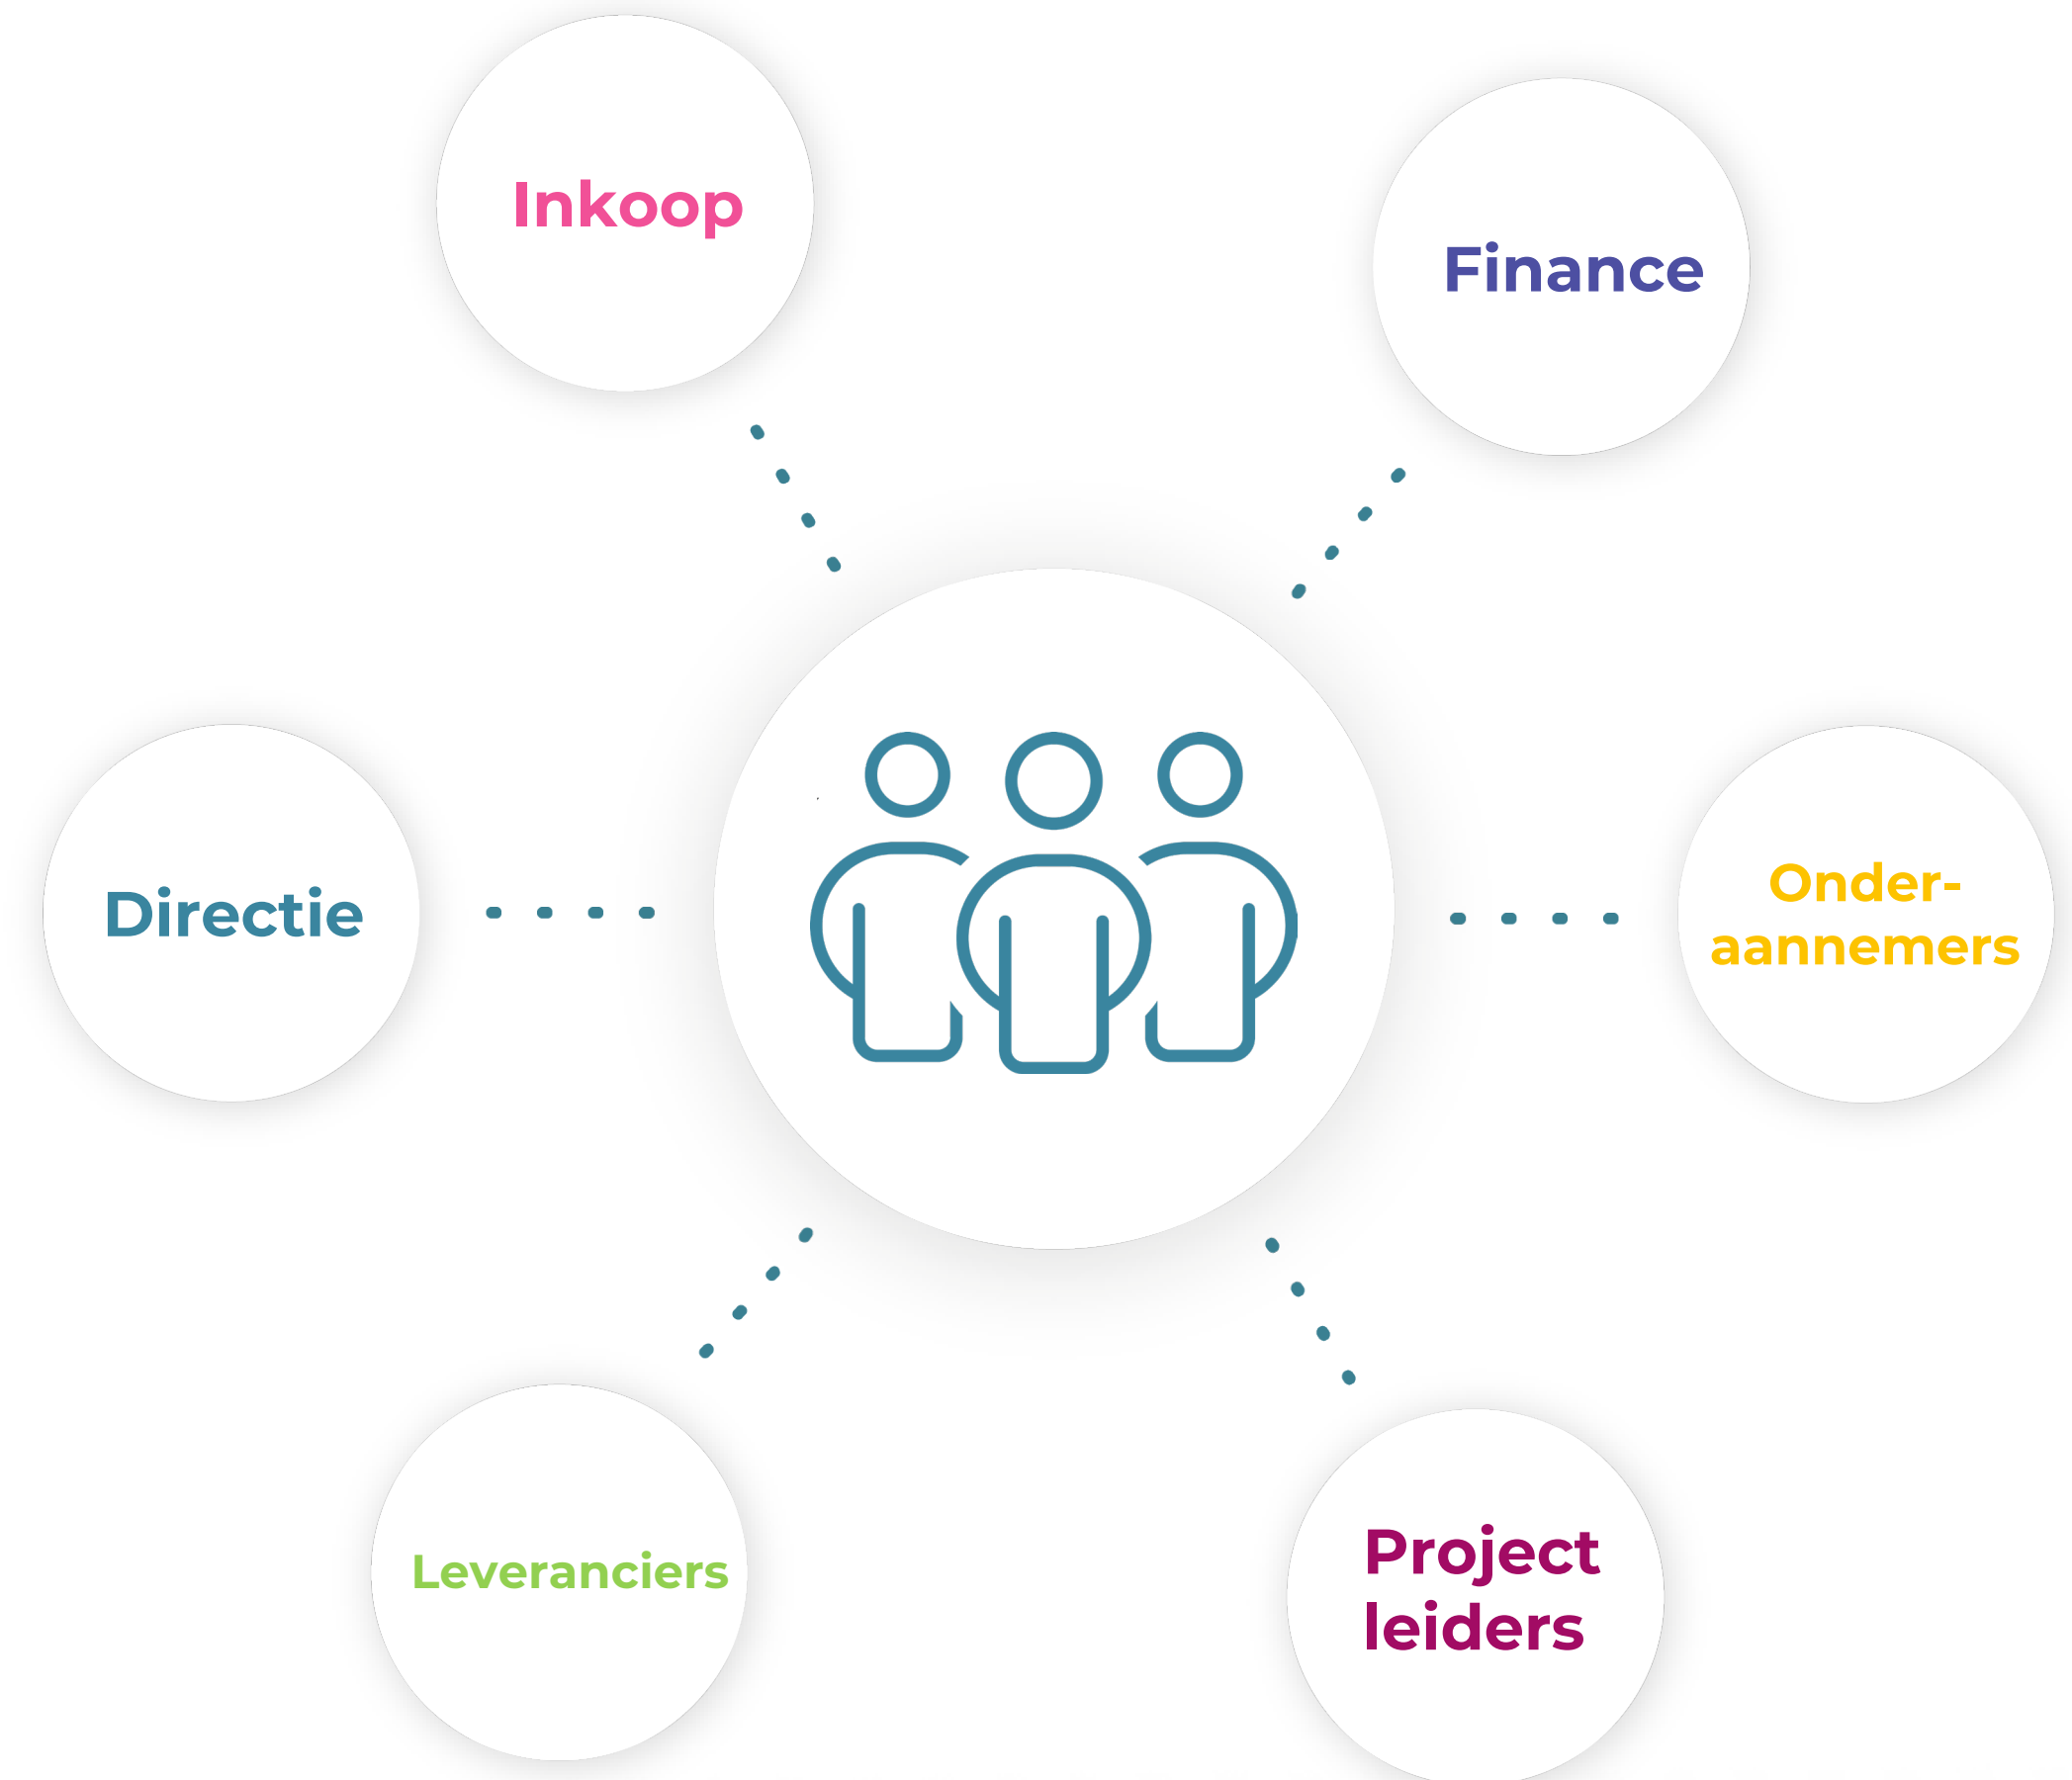 Inkoop
Finance
Directie
Onder-
aannemers
Leveranciers
Project
leiders